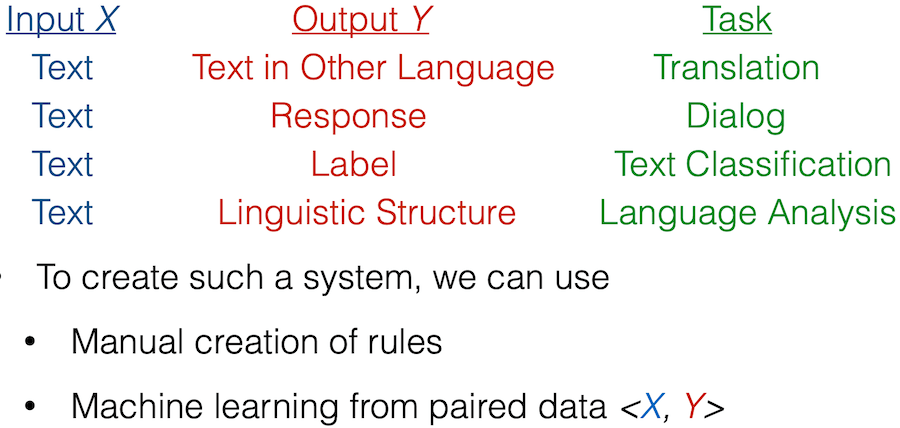 Input X Output Y Task
Text Text in Other Language Translation
Text Response Dialog
Text Label Text Classification
Text Linguistic Structure Language Analysis
• To create such a system, we can use
• Manual creation of rules
• Machine learning from paired data <X, Y>